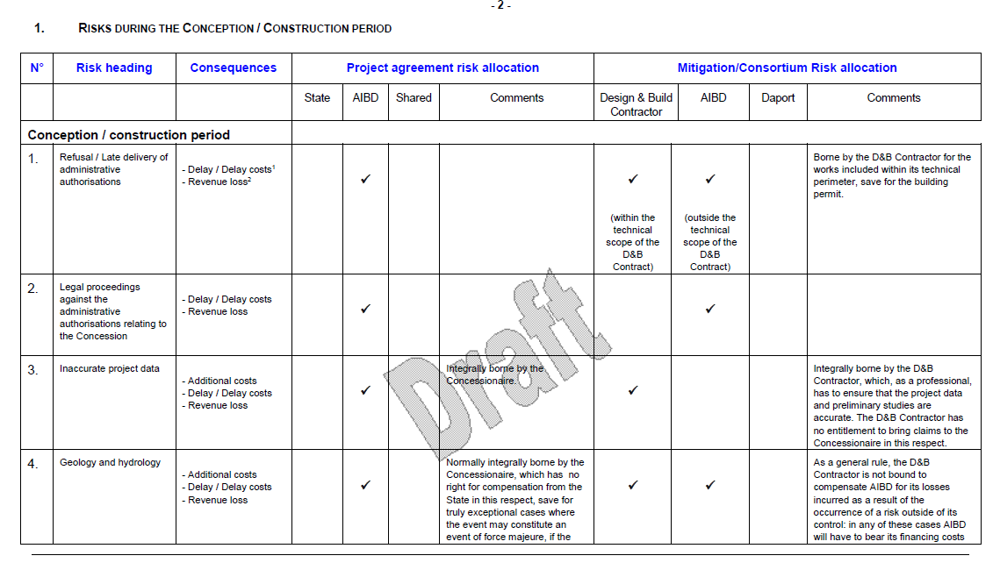 - 2 -
1. RISKS DURING THE CONCEPTION / CONSTRUCTION PERIOD
N° Risk heading Consequences Project agreement risk allocation Mitigation/Consortium Risk allocation
State AIBD Shared Comments Design & Build Contractor AIBD Daport Comments
Conception / construction period
1.
Refusal / Late delivery of
administrative
authorisations
- Delay / Delay costs¹
- Revenue loss²
✓
✓
(within the
technical
scope of the
D&B
Contract)
✓
(outside the
technical
scope of the
D&B
Contract)
Borne by the D&B Contractor for the
works included within its technical
perimeter, save for the building
permit.
2.
Legal proceedings
against the
administrative
authorisations relating to
the Concession
- Delay / Delay costs
- Revenue loss
✓
✓
3.
Inaccurate project data
- Additional costs
- Delay / Delay costs
- Revenue loss
✓
Integrally borne by the
Concessionaire.
✓
Integrally borne by the D&B
Contractor, which, as a professional,
has to ensure that the project data
and preliminary studies are
accurate. The D&B Contractor has
no entitlement to bring claims to the
Concessionaire in this respect.
4.
Geology and hydrology
- Additional costs
- Delay / Delay costs
- Revenue loss
✓
Normally integrally borne by the
Concessionaire, which has no
right for compensation from the
State in this respect, save for
truly exceptional cases where
the event may constitute an
event of force majeure, if the
✓
✓
As a general rule, the D&B
Contractor is not bound to
compensate AIBD for its losses
incurred as a result of the
occurrence of a risk outside of its
control: in any of these cases AIBD
will have to bear its financing costs
Draft